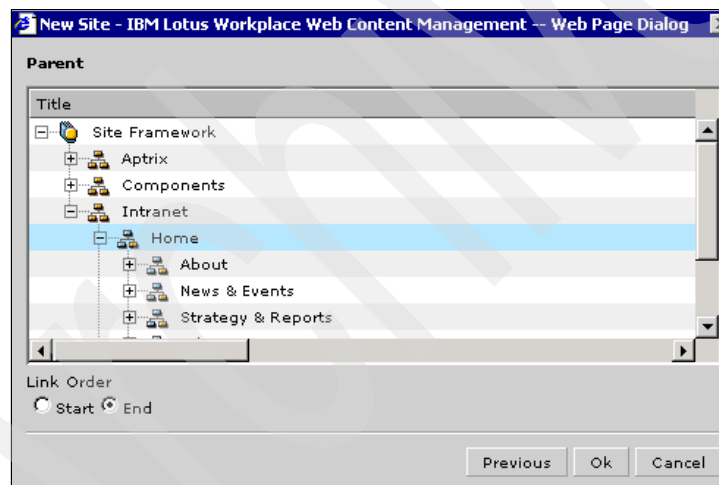 New Site - IBM Lotus Workplace Web Content Management -- Web Page Dialog
Parent
Title
Site Framework
Aptrix
Components
Intranet
Home
About
News & Events
Strategy & Reports
Link Order
Start End
Previous Ok Cancel